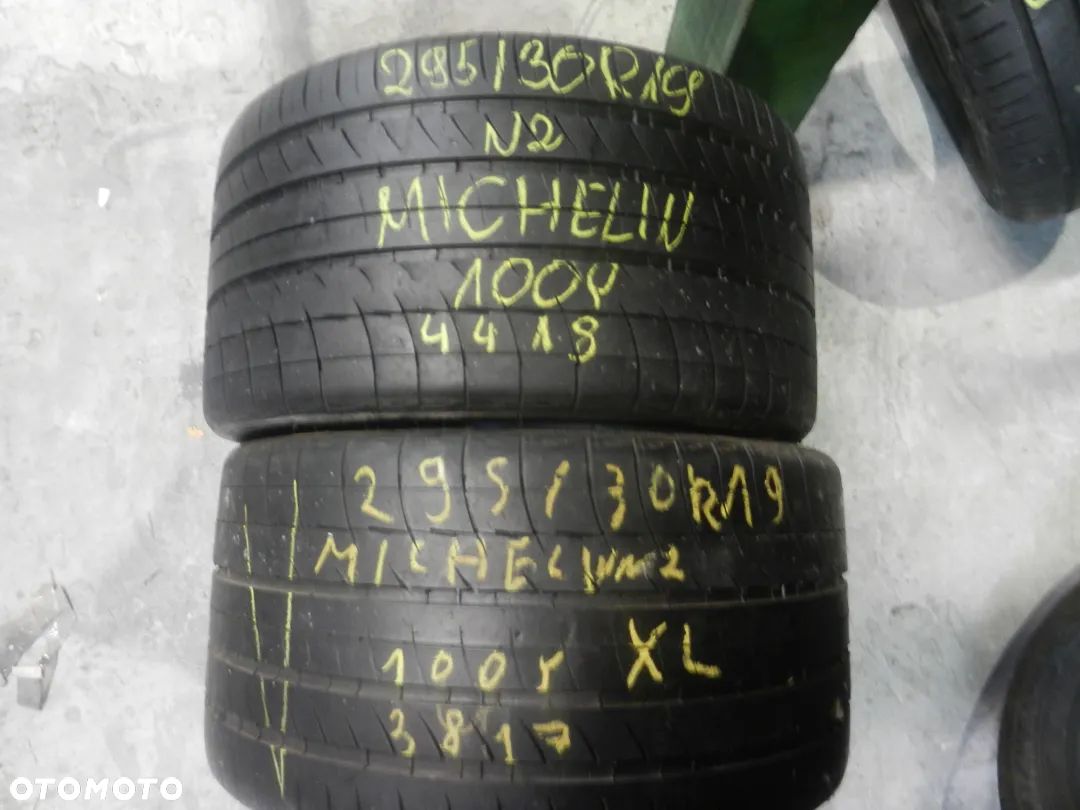 295/30R19
N2
MICHELIN
100Y
4418
295/30R19
MICHELIN N2
100Y XL
3817
OTOMOTO